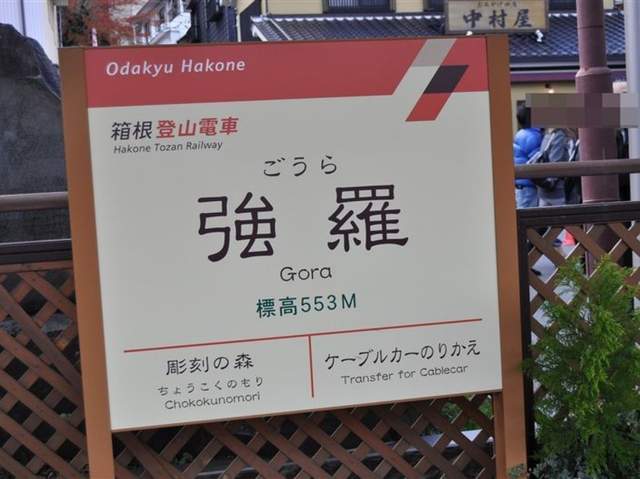 中村屋
Odakyu Hakone
箱根登山電車
Hakone Tozan Railway
ごうら
強羅
Gora
標高553M
彫刻の森
ちょうこくのもり
Chokokunomori
ケーブルカーのりかえ
Transfer for Cablecar